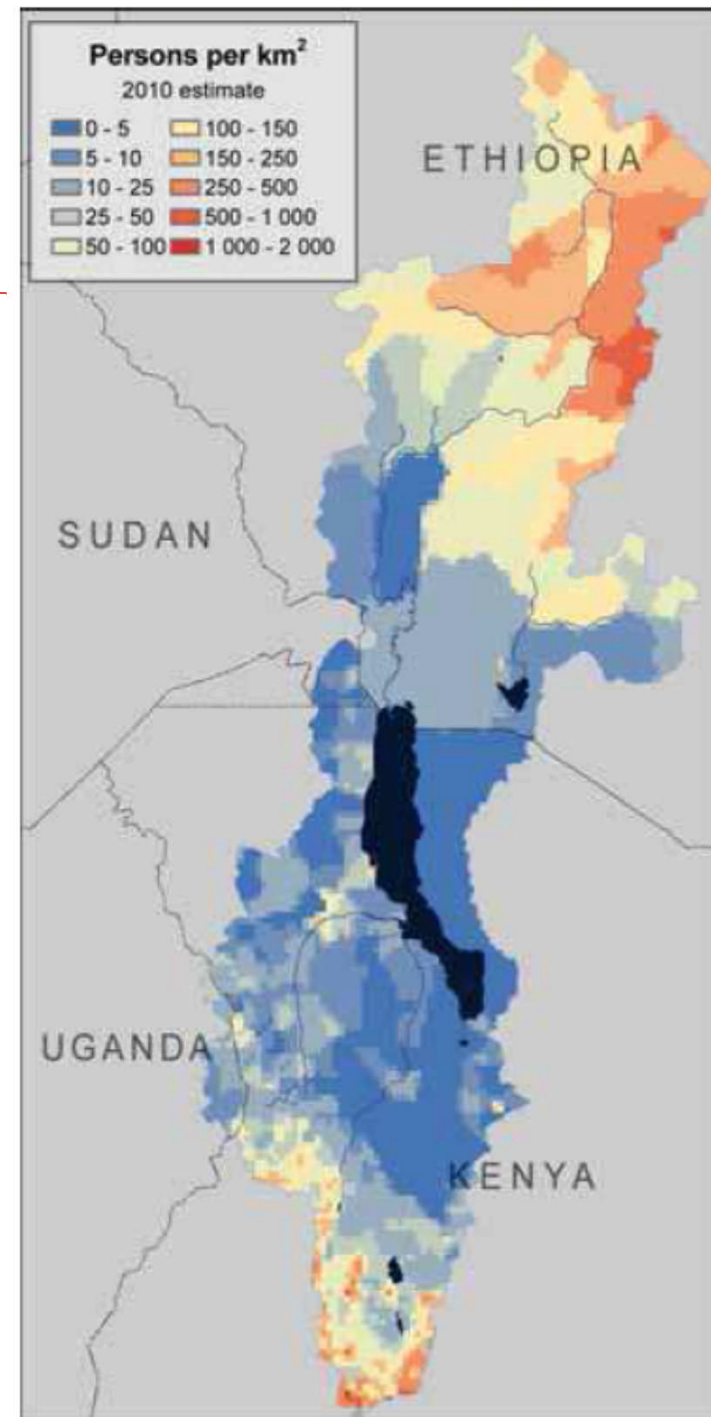 Persons per km²
2010 estimate
0 - 5 100 - 150
5 - 10 150 - 250
10 - 25 250 - 500
25 - 50 500 - 1 000
50 - 100 1 000 - 2 000
ETHIOPIA
SUDAN
UGANDA
KENYA